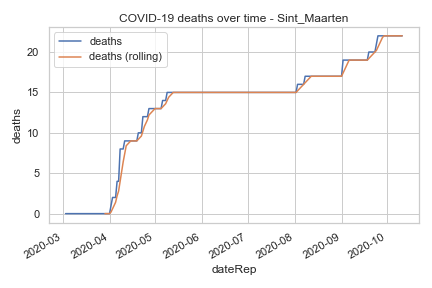 COVID-19 deaths over time - Sint_Maarten
deaths
deaths (rolling)
deaths
20
15
10
5
0
2020-03
2020-04
2020-05
2020-06
2020-07
2020-08
2020-09
2020-10
dateRep